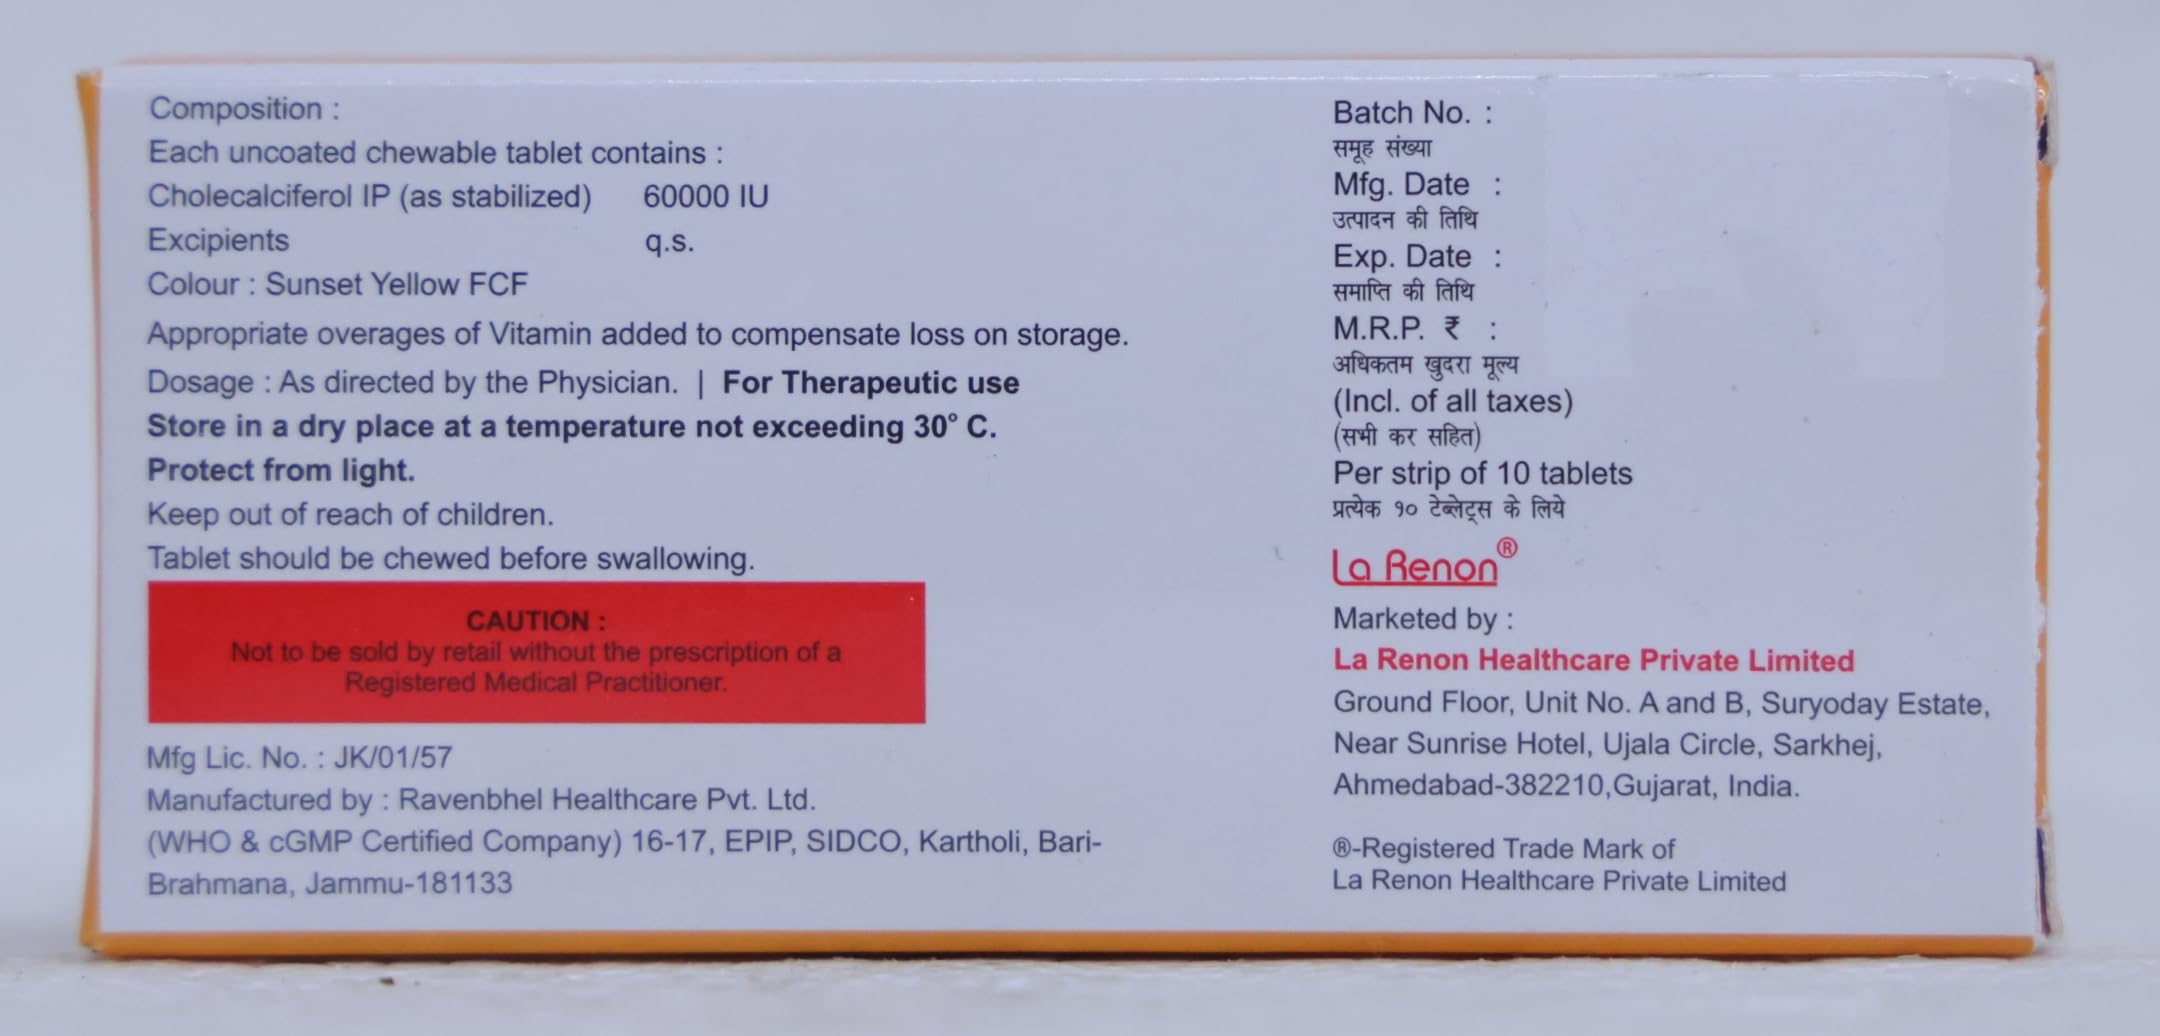 Composition :
Each uncoated chewable tablet contains :
Cholecalciferol IP (as stabilized) 60000 IU
Excipients q.s.
Colour : Sunset Yellow FCF
Appropriate overages of Vitamin added to compensate loss on storage.
Dosage : As directed by the Physician. | For Therapeutic use
Store in a dry place at a temperature not exceeding 30° C.
Protect from light.
Keep out of reach of children.
Tablet should be chewed before swallowing.
CAUTION :
Not to be sold by retail without the prescription of a
Registered Medical Practitioner.
Mfg Lic. No. : JK/01/57
Manufactured by : Ravenbhel Healthcare Pvt. Ltd.
(WHO & cGMP Certified Company) 16-17, EPIP, SIDCO, Kartholi, Bari-
Brahmana, Jammu-181133
Batch No. :
समूह संख्या
Mfg. Date :
उत्पादन की तिथि
Exp. Date :
समाप्ति की तिथि
M.R.P. ₹ :
अधिकतम खुदरा मूल्य
(Incl. of all taxes)
(सभी कर सहित)
Per strip of 10 tablets
प्रत्येक १० टेब्लेट्स के लिये
La Renon®
Marketed by :
La Renon Healthcare Private Limited
Ground Floor, Unit No. A and B, Suryoday Estate,
Near Sunrise Hotel, Ujala Circle, Sarkhej,
Ahmedabad-382210,Gujarat, India.
®-Registered Trade Mark of
La Renon Healthcare Private Limited